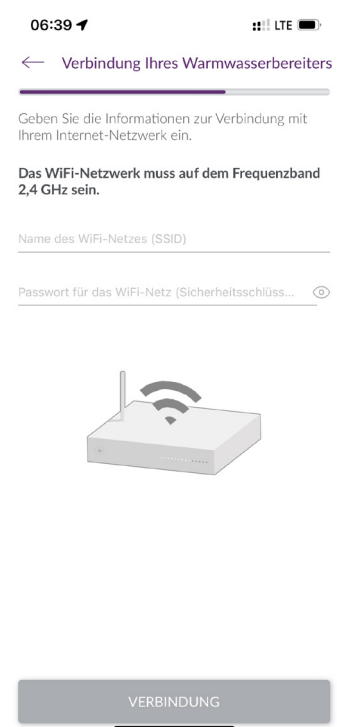 06:39 LTE
Verbindung Ihres Warmwasserbereiters
Geben Sie die Informationen zur Verbindung mit
Ihrem Internet-Netzwerk ein.
Das WiFi-Netzwerk muss auf dem Frequenzband
2,4 GHz sein.
Name des WiFi-Netzes (SSID)
Passwort für das WiFi-Netz (Sicherheitsschlüss...
VERBINDUNG